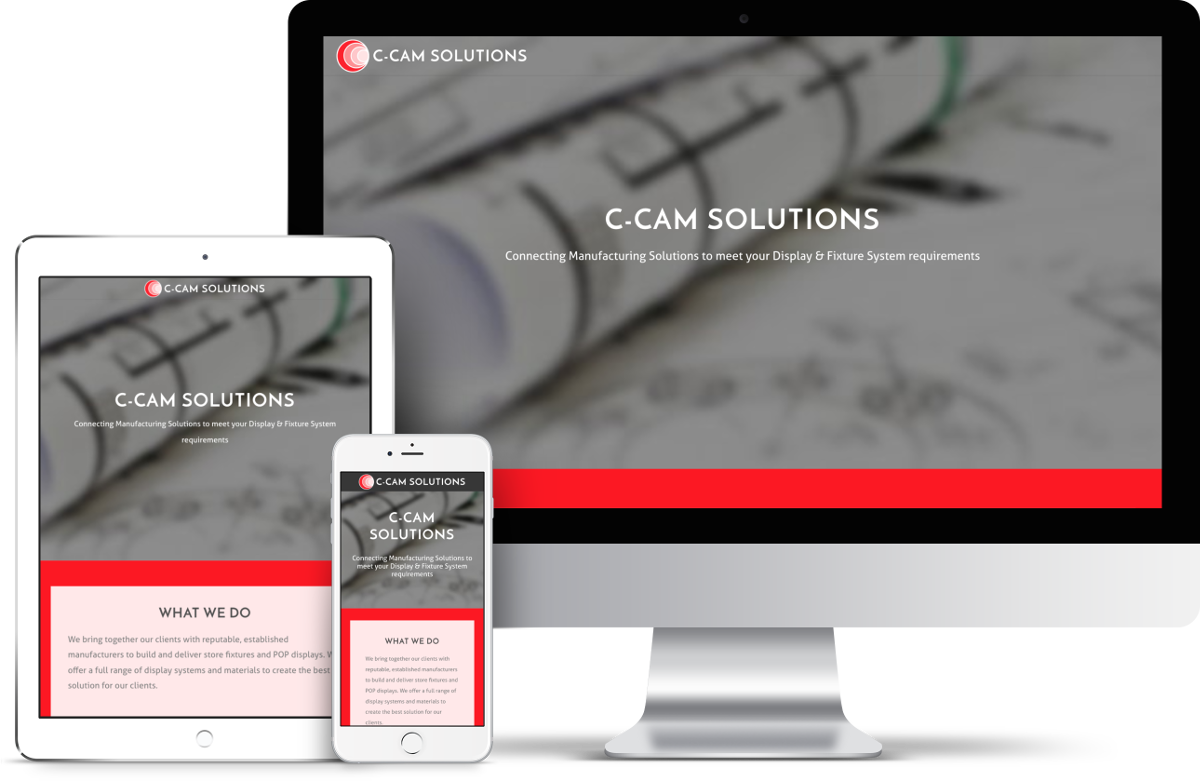 C-CAM SOLUTIONS
C-CAM SOLUTIONS
Connecting Manufacturing Solutions to meet your Display & Fixture System requirements
C-CAM SOLUTIONS
C-CAM SOLUTIONS
Connecting Manufacturing Solutions to meet your Display & Fixture System
requirements
WHAT WE DO
We bring together our clients with reputable, established
manufacturers to build and deliver store fixtures and POP displays. W
offer a full range of display systems and materials to create the best
solution for our clients.
C-CAM SOLUTIONS
C-CAM
SOLUTIONS
Connecting Manufacturing Solutions to
meet your Display & Fixture System
requirements
WHAT WE DO
We bring together our clients with
reputable, established manufacturers
to build and deliver store fixtures and
POP displays. We offer a full range of
display systems and materials to
create the best solution for our
clients.